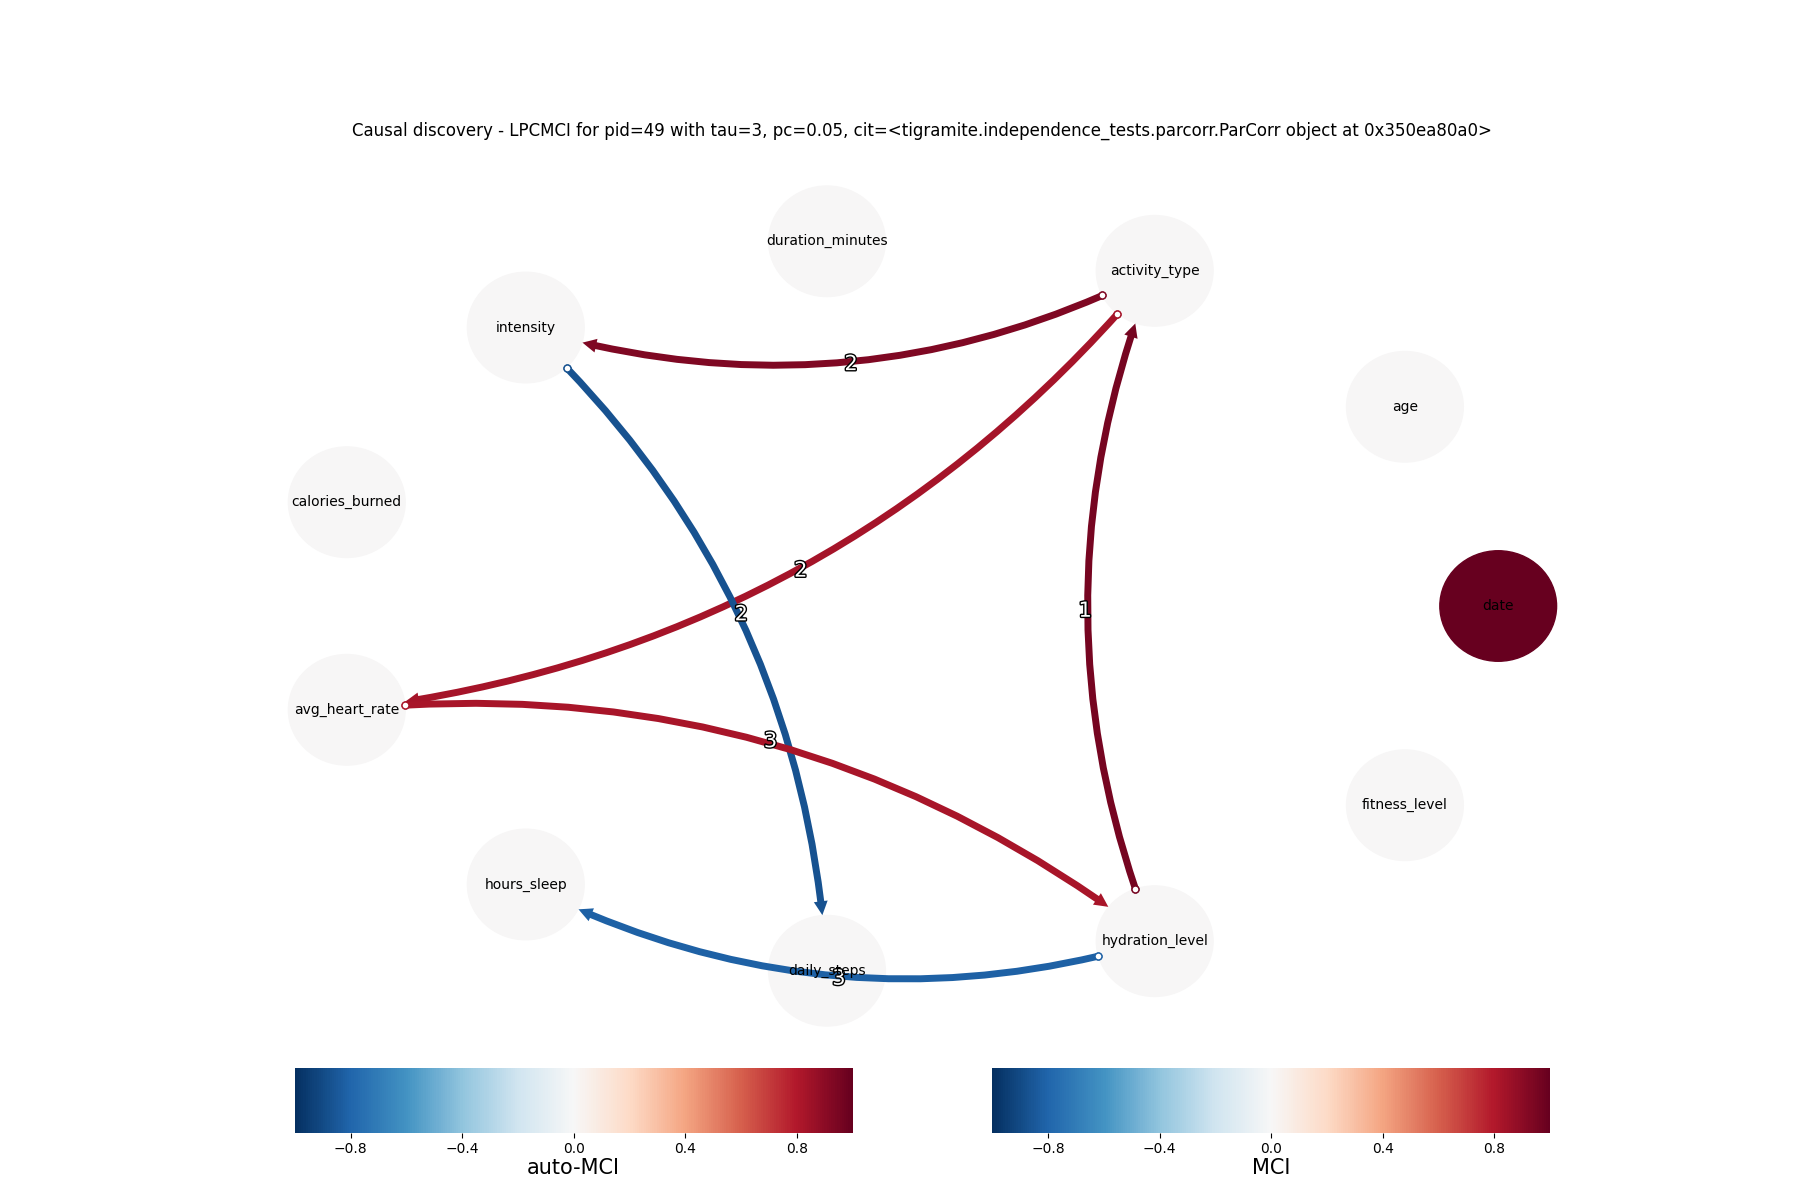 Causal discovery - LPCMCI for pid=49 with tau=3, pc=0.05, cit=<tigramite.independence_tests.parcorr.ParCorr object at 0x350ea80a0>
duration_minutes
activity_type
intensity
2
age
calories_burned
2
date
2
1
avg_heart_rate
3
fitness_level
hours_sleep
hydration_level
daily_steps
3
−0.8 −0.4 0.0 0.4 0.8
auto-MCI
−0.8 −0.4 0.0 0.4 0.8
MCI